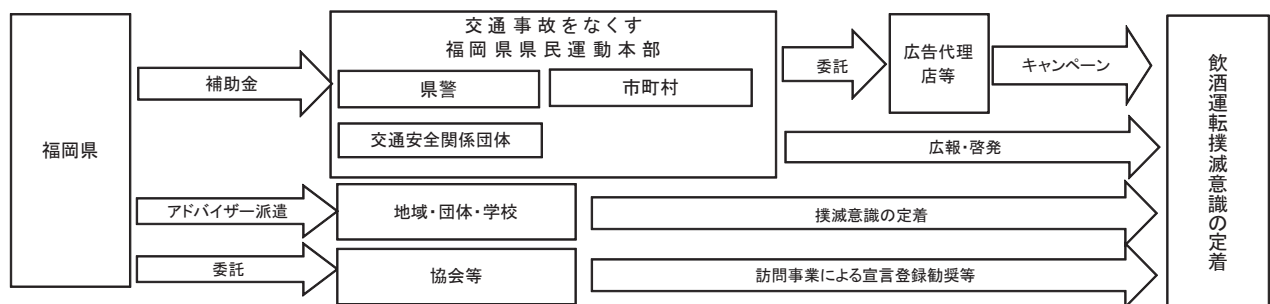 福岡県
補助金
交通事故をなくす
福岡県県民運動本部
県警
市町村
交通安全関係団体
委託
広告代理
店等
キャンペーン
広報・啓発
アドバイザー派遣
地域・団体・学校
撲滅意識の定着
委託
協会等
訪問事業による宣言登録勧奨等
飲酒運転撲滅意識の定着